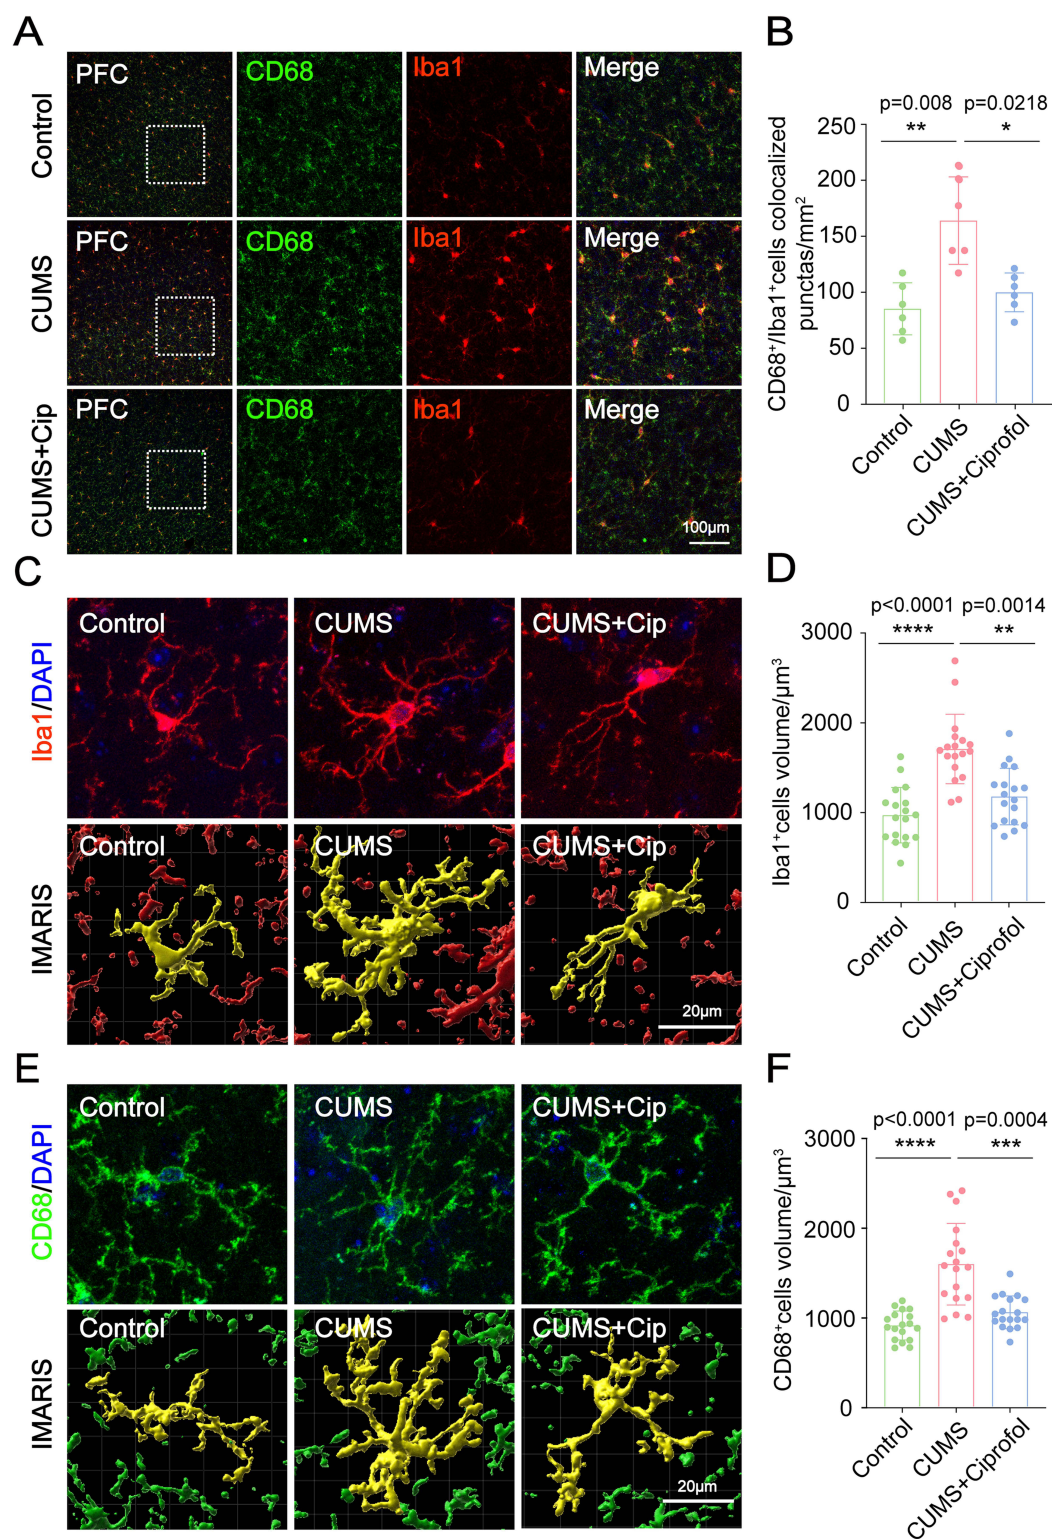 A
PFC
CD68
Iba1
Merge
Control
PFC
CD68
Iba1
Merge
CUMS
PFC
CD68
Iba1
Merge
CUMS+Cip
100µm
B
p=0.008
p=0.0218
**
*
CD68+/Iba1+cells colocalized
punctas/mm²
250
200
150
100
50
0
Control
CUMS
CUMS+Ciprofol
C
Control
CUMS
CUMS+Cip
Iba1/DAPI
Control
CUMS
CUMS+Cip
IMARIS
20µm
D
p<0.0001
p=0.0014
****
**
Iba1⁺cells volume/µm³
3000
2000
1000
0
Control
CUMS
CUMS+Ciprofol
E
Control
CUMS
CUMS+Cip
CD68/DAPI
Control
CUMS
CUMS+Cip
IMARIS
20µm
F
p<0.0001
p=0.0004
****
***
CD68⁺cells volume/µm³
3000
2000
1000
0
Control
CUMS
CUMS+Ciprofol